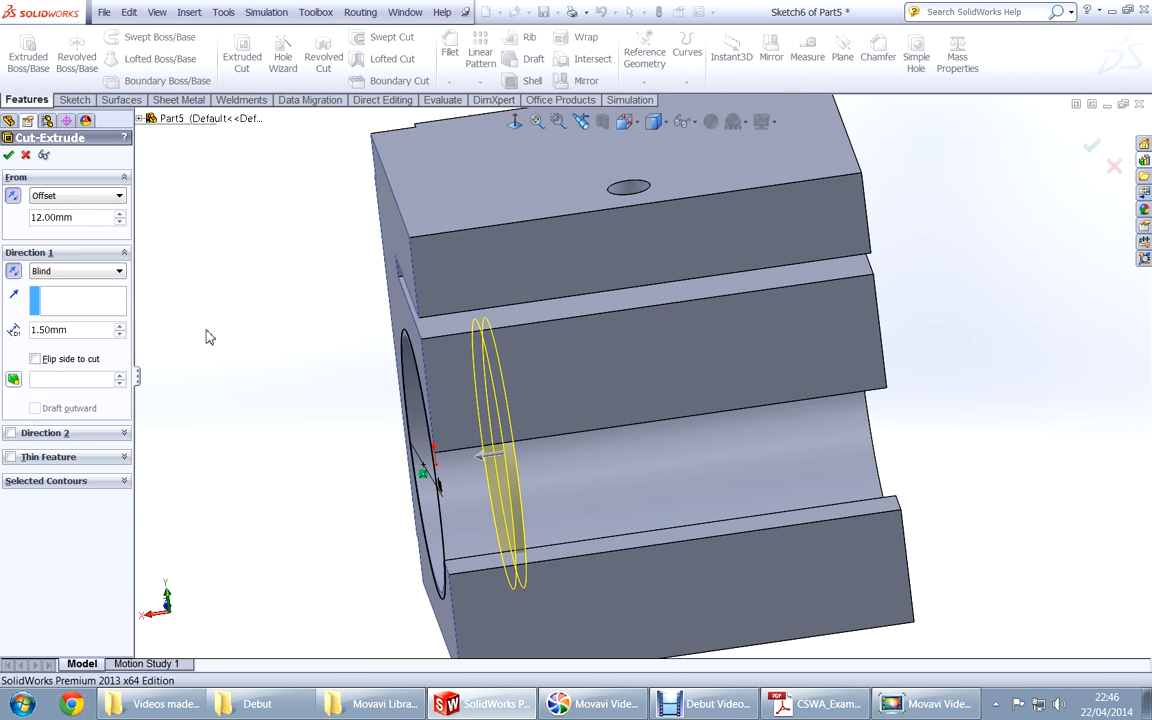 SOLIDWORKS File Edit View Insert Tools Simulation Toolbox Routing Window Help Sketch6 of Part5 * Search SolidWorks Help
Extruded Boss/Base
Revolved Boss/Base
Swept Boss/Base
Lofted Boss/Base
Boundary Boss/Base
Extruded Cut
Hole Wizard
Revolved Cut
Swept Cut
Lofted Cut
Boundary Cut
Fillet
Linear Pattern
Rib
Draft
Shell
Wrap
Intersect
Mirror
Reference Geometry
Curves
Instant3D
Mirror
Measure
Plane
Chamfer
Simple Hole
Mass Properties
Features Sketch Surfaces Sheet Metal Weldments Data Migration Direct Editing Evaluate DimXpert Office Products Simulation
Part5 (Default<<Def...
Cut-Extrude ?
From
Offset
12.00mm
Direction 1
Blind
D1
1.50mm
Flip side to cut
Draft outward
Direction 2
Thin Feature
Selected Contours
Y
X
Model Motion Study 1
SolidWorks Premium 2013 x64 Edition
Videos made... Debut Movavi Libra... SolidWorks P... Movavi Vide... Debut Video... CSWA_Exam... Movavi Vide...
22:46
22/04/2014